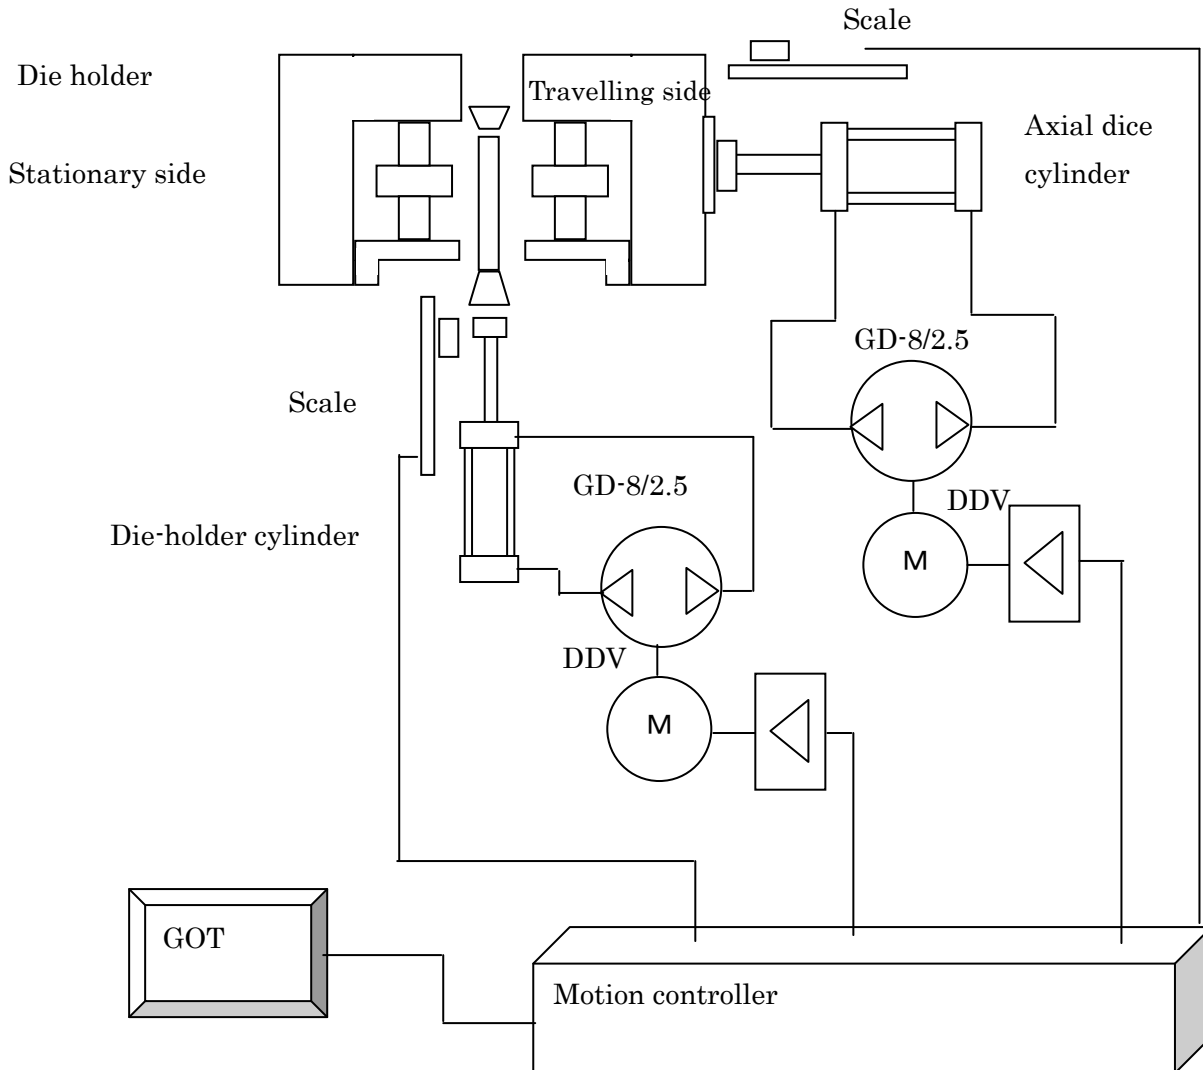 Scale
Die holder
Travelling side
Axial dice
cylinder
Stationary side
GD-8/2.5
Scale
GD-8/2.5
DDV
Die-holder cylinder
M
DDV
M
GOT
Motion controller